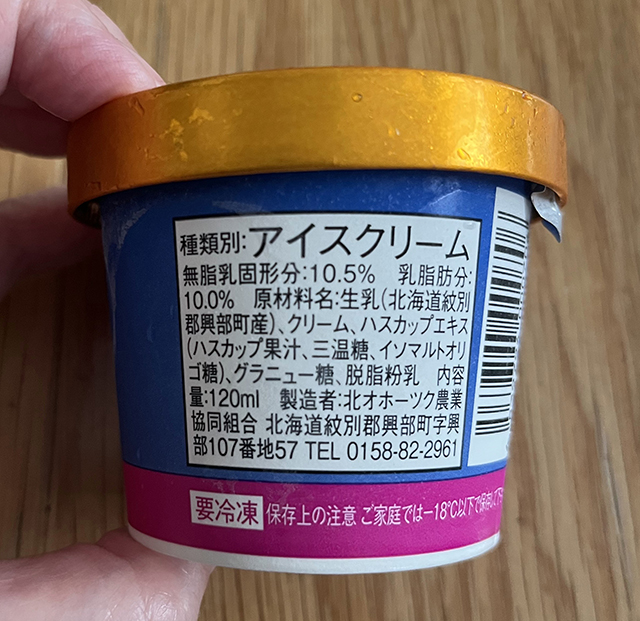 種類別:アイスクリーム
無脂乳固形分:10.5% 乳脂肪分:
10.0% 原材料名:生乳(北海道紋別
郡興部町産)、クリーム、ハスカップエキス
(ハスカップ果汁、三温糖、イソマルトオリ
ゴ糖)、グラニュー糖、脱脂粉乳 内容
量:120ml 製造者:北オホーツク農業
協同組合 北海道紋別郡興部町字興
部107番地57 TEL 0158-82-2961
要冷凍 保存上の注意 ご家庭では−18℃以下で保存して下